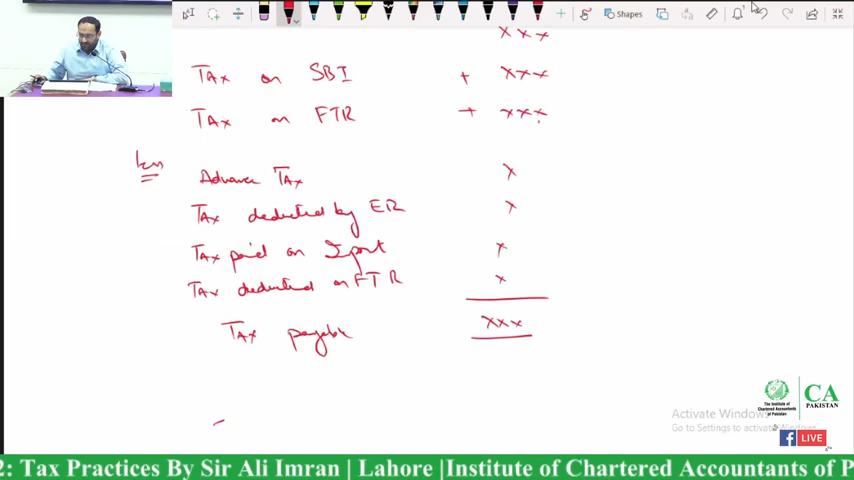 Shapes
xxx
Tax on SBI + xxx
Tax on FTR + xxx
less
Advance Tax x
Tax deducted by ER x
Tax paid on Import x
Tax deducted on FTR x
Tax payable xxx
The Institute of
Chartered Accountants
of Pakistan
CA
PAKISTAN
Activate Windows
Go to Settings to activate Windows.
LIVE
2: Tax Practices By Sir Ali Imran | Lahore |Institute of Chartered Accountants of P